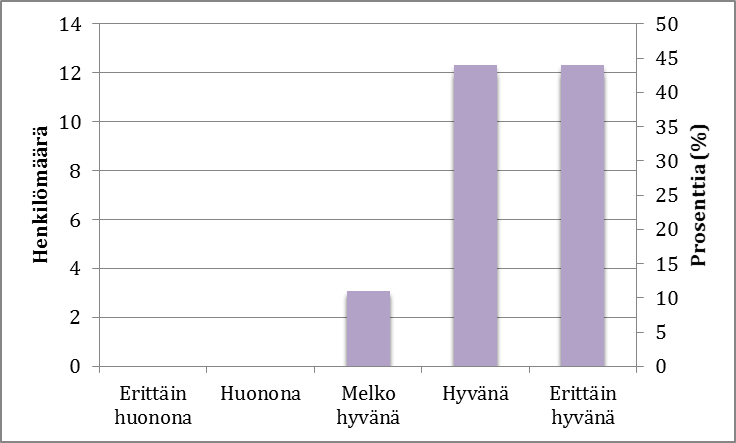 Henkilömäärä
14
12
10
8
6
4
2
0
50
45
40
35
30
25
20
15
10
5
0
Prosenttia (%)
Erittäin
huonona
Huonona
Melko
hyvänä
Hyvänä
Erittäin
hyvänä